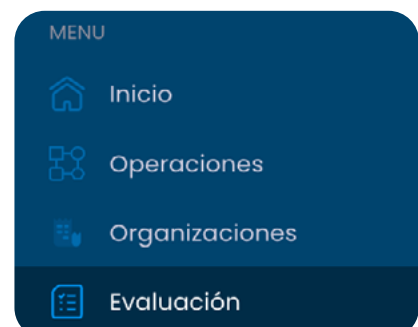 MENU
Inicio
Operaciones
Organizaciones
Evaluación